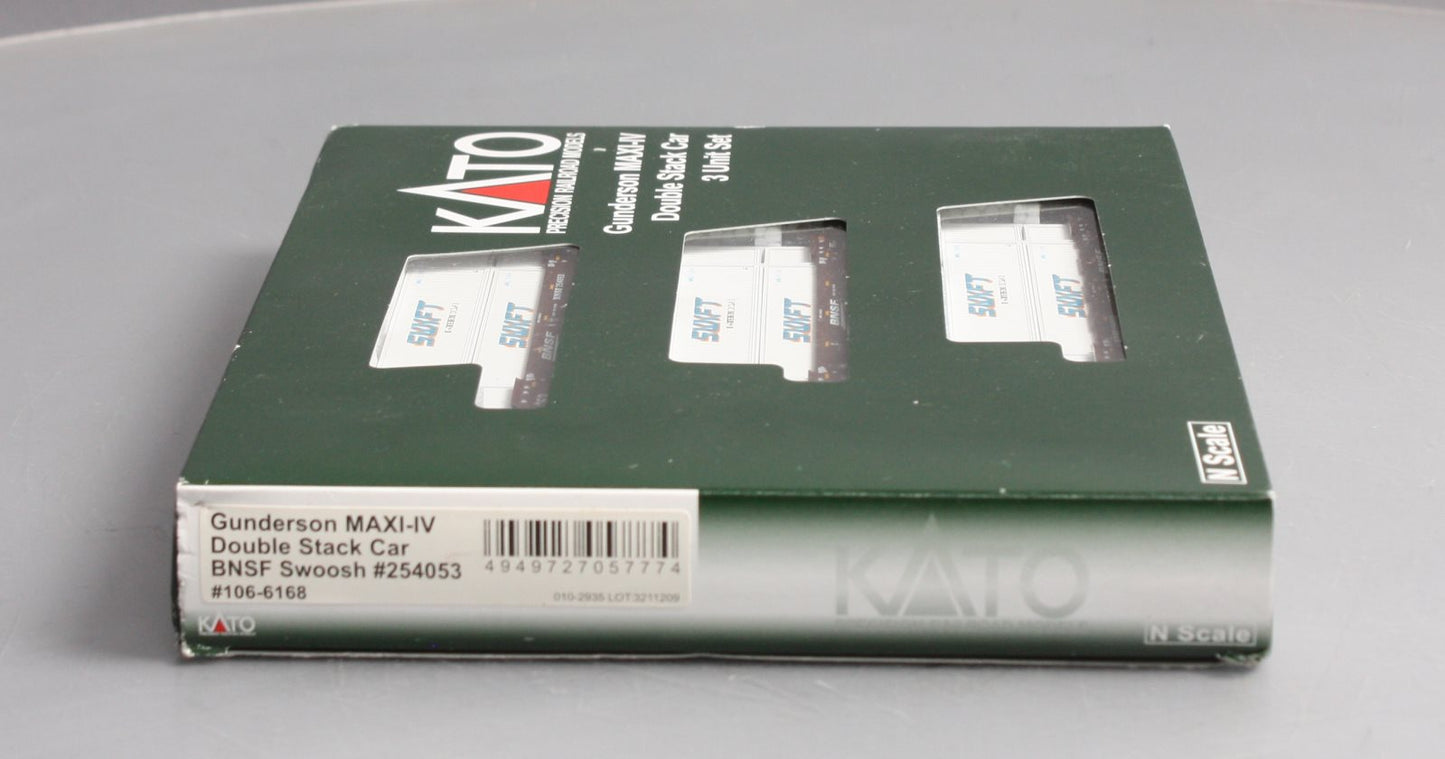 KATO
PRECISION RAILROAD MODELS
Gunderson MAXI-IV
Double Stack Car
3 Unit Set
SWIFT
SWIFT
BNSF
SWIFT
SWIFT
BNSF
SWIFT
SWIFT
N Scale
Gunderson MAXI-IV
Double Stack Car
BNSF Swoosh #254053
#106-6168
4949727057774
010-2935 LOT3211209
KATO
KATO
N Scale